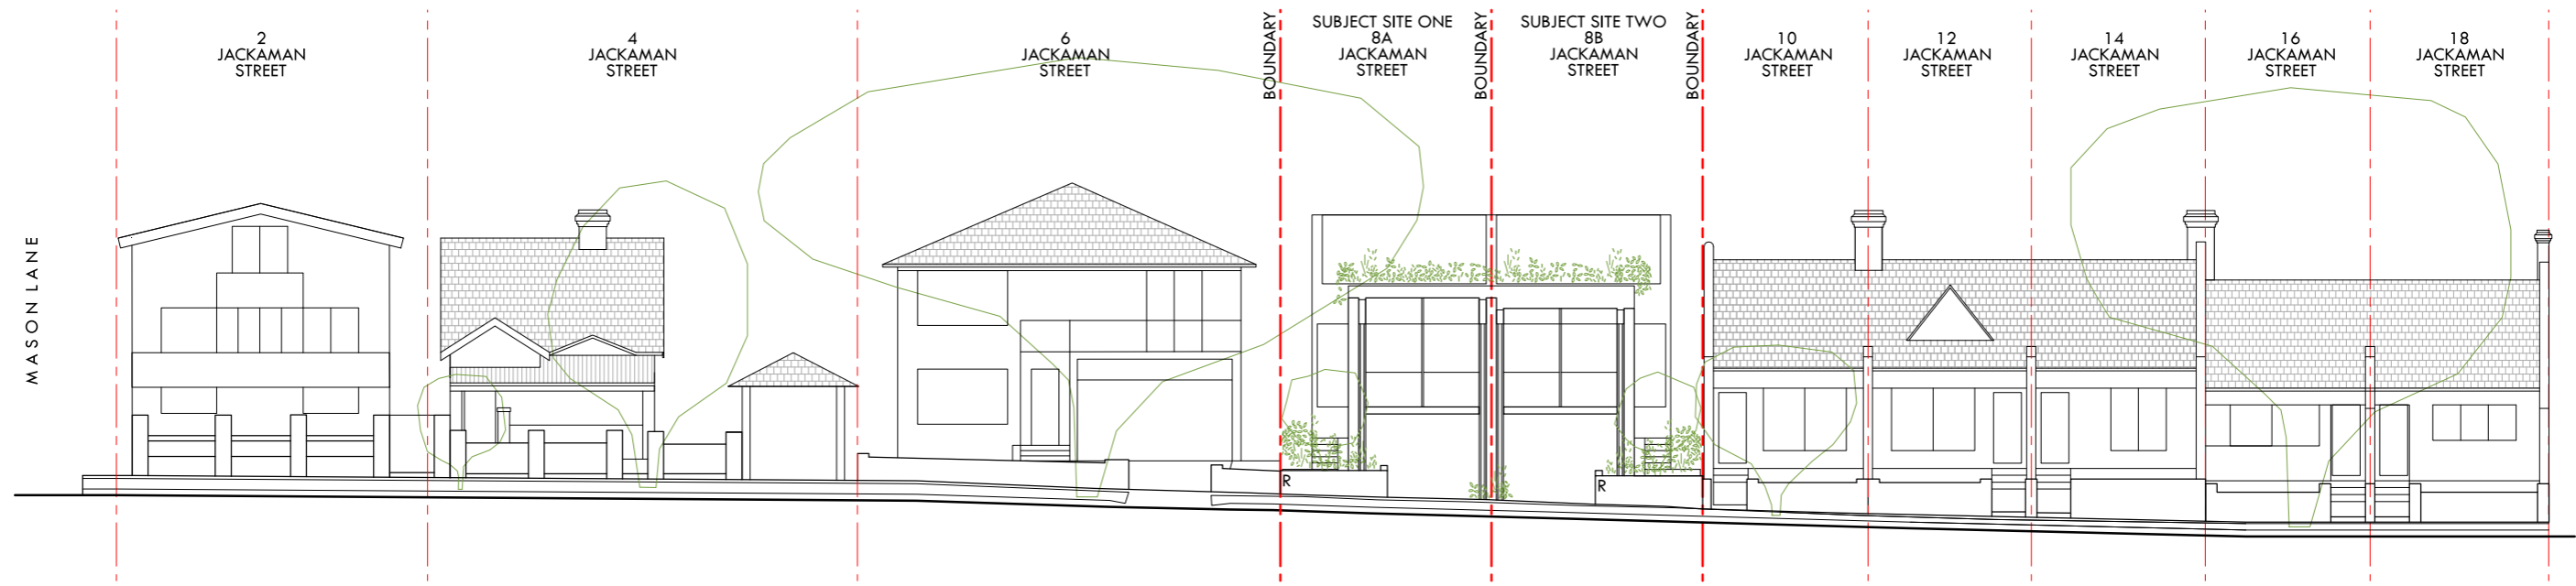 MASON LANE
2
JACKAMAN
STREET
4
JACKAMAN
STREET
6
JACKAMAN
STREET
BOUNDARY
SUBJECT SITE ONE
8A
JACKAMAN
STREET
BOUNDARY
SUBJECT SITE TWO
8B
JACKAMAN
STREET
BOUNDARY
10
JACKAMAN
STREET
12
JACKAMAN
STREET
14
JACKAMAN
STREET
16
JACKAMAN
STREET
18
JACKAMAN
STREET
R
R